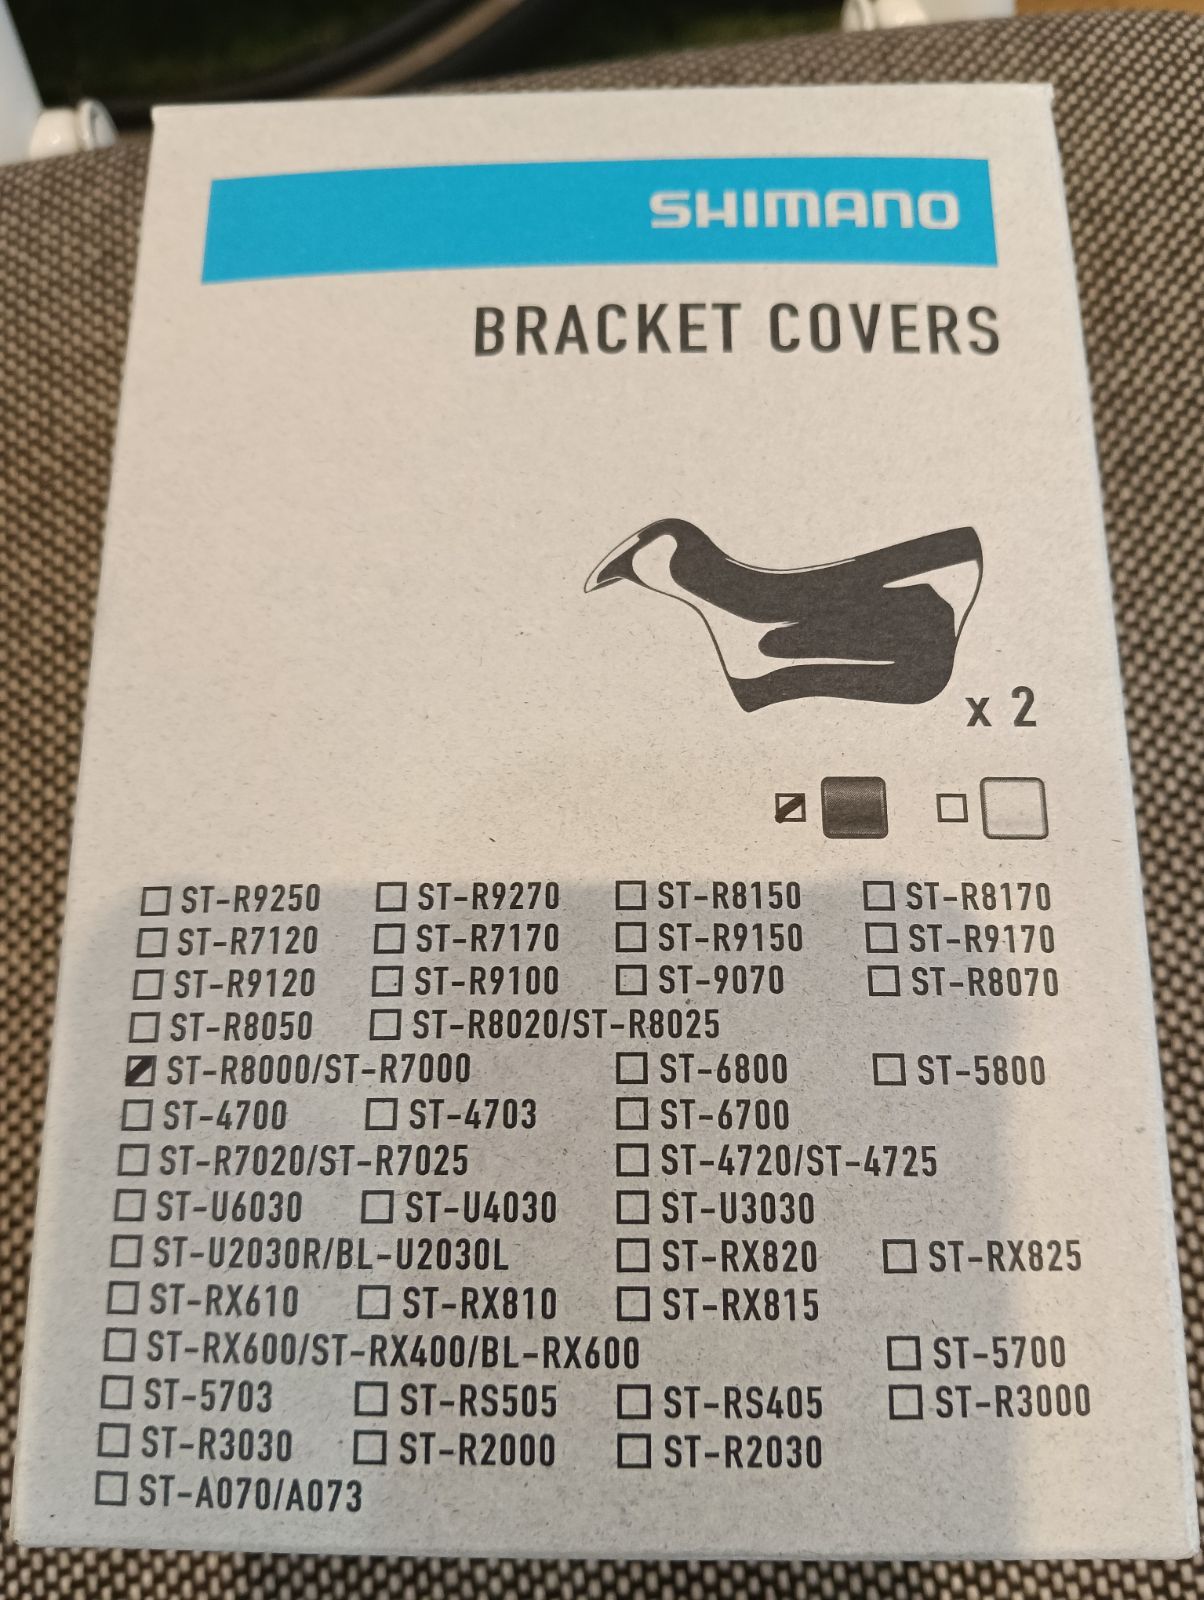 SHIMANO
BRACKET COVERS
x 2
ST-R9250 ST-R9270 ST-R8150 ST-R8170
ST-R7120 ST-R7170 ST-R9150 ST-R9170
ST-R9120 ST-R9100 ST-9070 ST-R8070
ST-R8050 ST-R8020/ST-R8025
ST-R8000/ST-R7000 ST-6800 ST-5800
ST-4700 ST-4703 ST-6700
ST-R7020/ST-R7025 ST-4720/ST-4725
ST-U6030 ST-U4030 ST-U3030
ST-U2030R/BL-U2030L ST-RX820 ST-RX825
ST-RX610 ST-RX810 ST-RX815
ST-RX600/ST-RX400/BL-RX600 ST-5700
ST-5703 ST-RS505 ST-RS405 ST-R3000
ST-R3030 ST-R2000 ST-R2030
ST-A070/A073